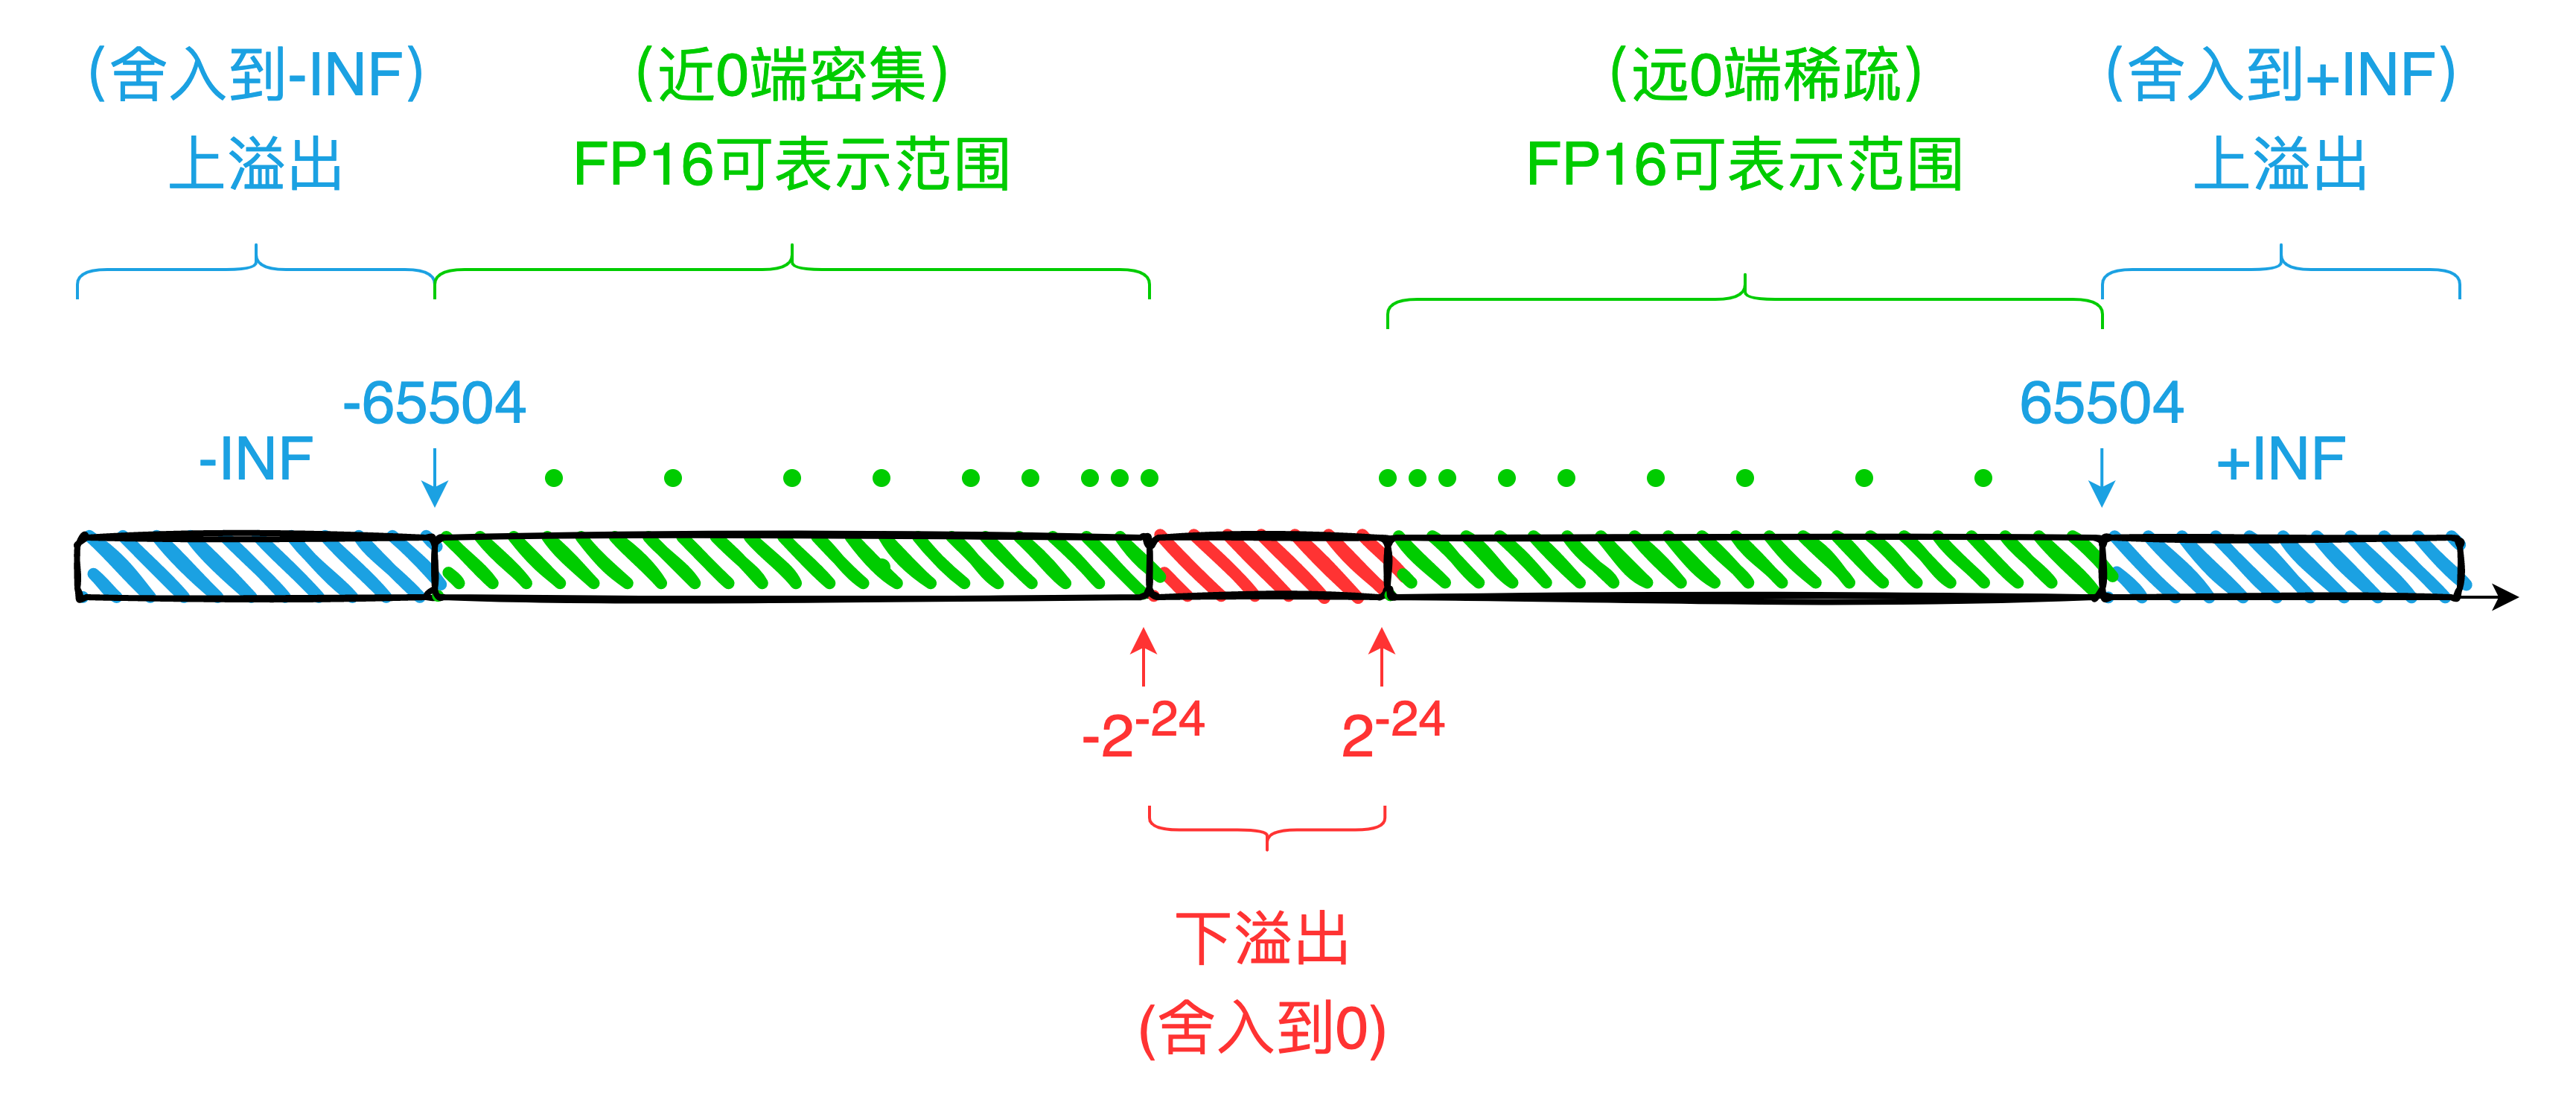 (舍入到-INF)
上溢出
(近0端密集)
FP16可表示范围
(远0端稀疏)
FP16可表示范围
(舍入到+INF)
上溢出
-65504
-INF
65504
+INF
-2^-24
2^-24
下溢出
(舍入到0)